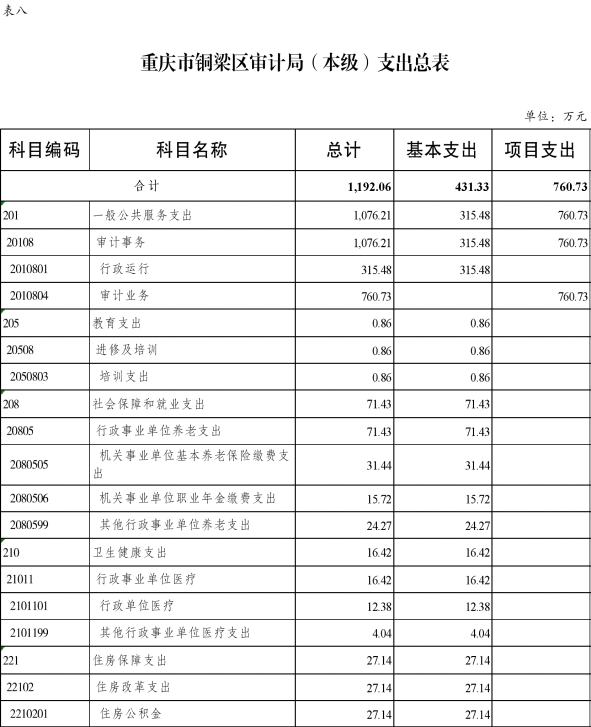 表八
重庆市铜梁区审计局（本级）支出总表
单位：万元
科目编码 科目名称 总计 基本支出 项目支出
合计 1,192.06 431.33 760.73
201 一般公共服务支出 1,076.21 315.48 760.73
20108 审计事务 1,076.21 315.48 760.73
2010801 行政运行 315.48 315.48
2010804 审计业务 760.73 760.73
205 教育支出 0.86 0.86
20508 进修及培训 0.86 0.86
2050803 培训支出 0.86 0.86
208 社会保障和就业支出 71.43 71.43
20805 行政事业单位养老支出 71.43 71.43
2080505 机关事业单位基本养老保险缴费支
出 31.44 31.44
2080506 机关事业单位职业年金缴费支出 15.72 15.72
2080599 其他行政事业单位养老支出 24.27 24.27
210 卫生健康支出 16.42 16.42
21011 行政事业单位医疗 16.42 16.42
2101101 行政单位医疗 12.38 12.38
2101199 其他行政事业单位医疗支出 4.04 4.04
221 住房保障支出 27.14 27.14
22102 住房改革支出 27.14 27.14
2210201 住房公积金 27.14 27.14